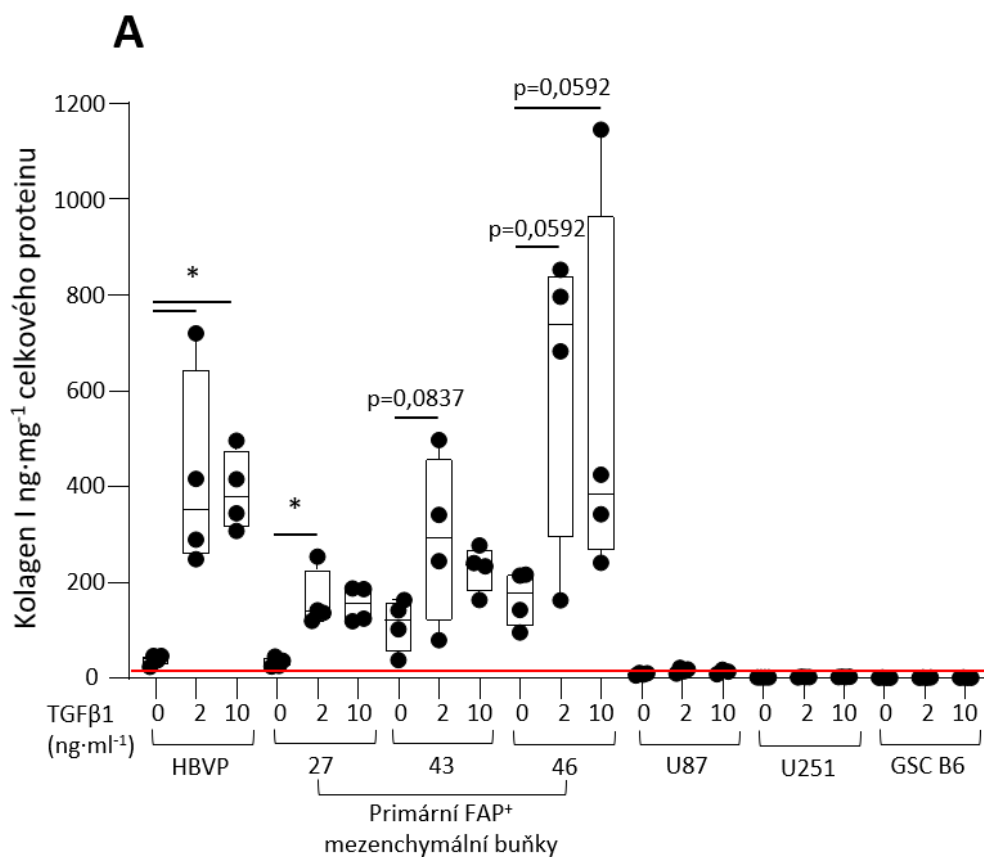 A
p=0,0592
1200
1000
p=0,0592
800
*
600
p=0,0837
400
*
200
0
Kolagen I ng·mg⁻¹ celkového proteinu
TGFβ1 0 2 10 0 2 10 0 2 10 0 2 10 0 2 10 0 2 10 0 2 10
(ng·ml⁻¹)
HBVP 27 43 46 U87 U251 GSC B6
Primární FAP⁺
mezenchymální buňky